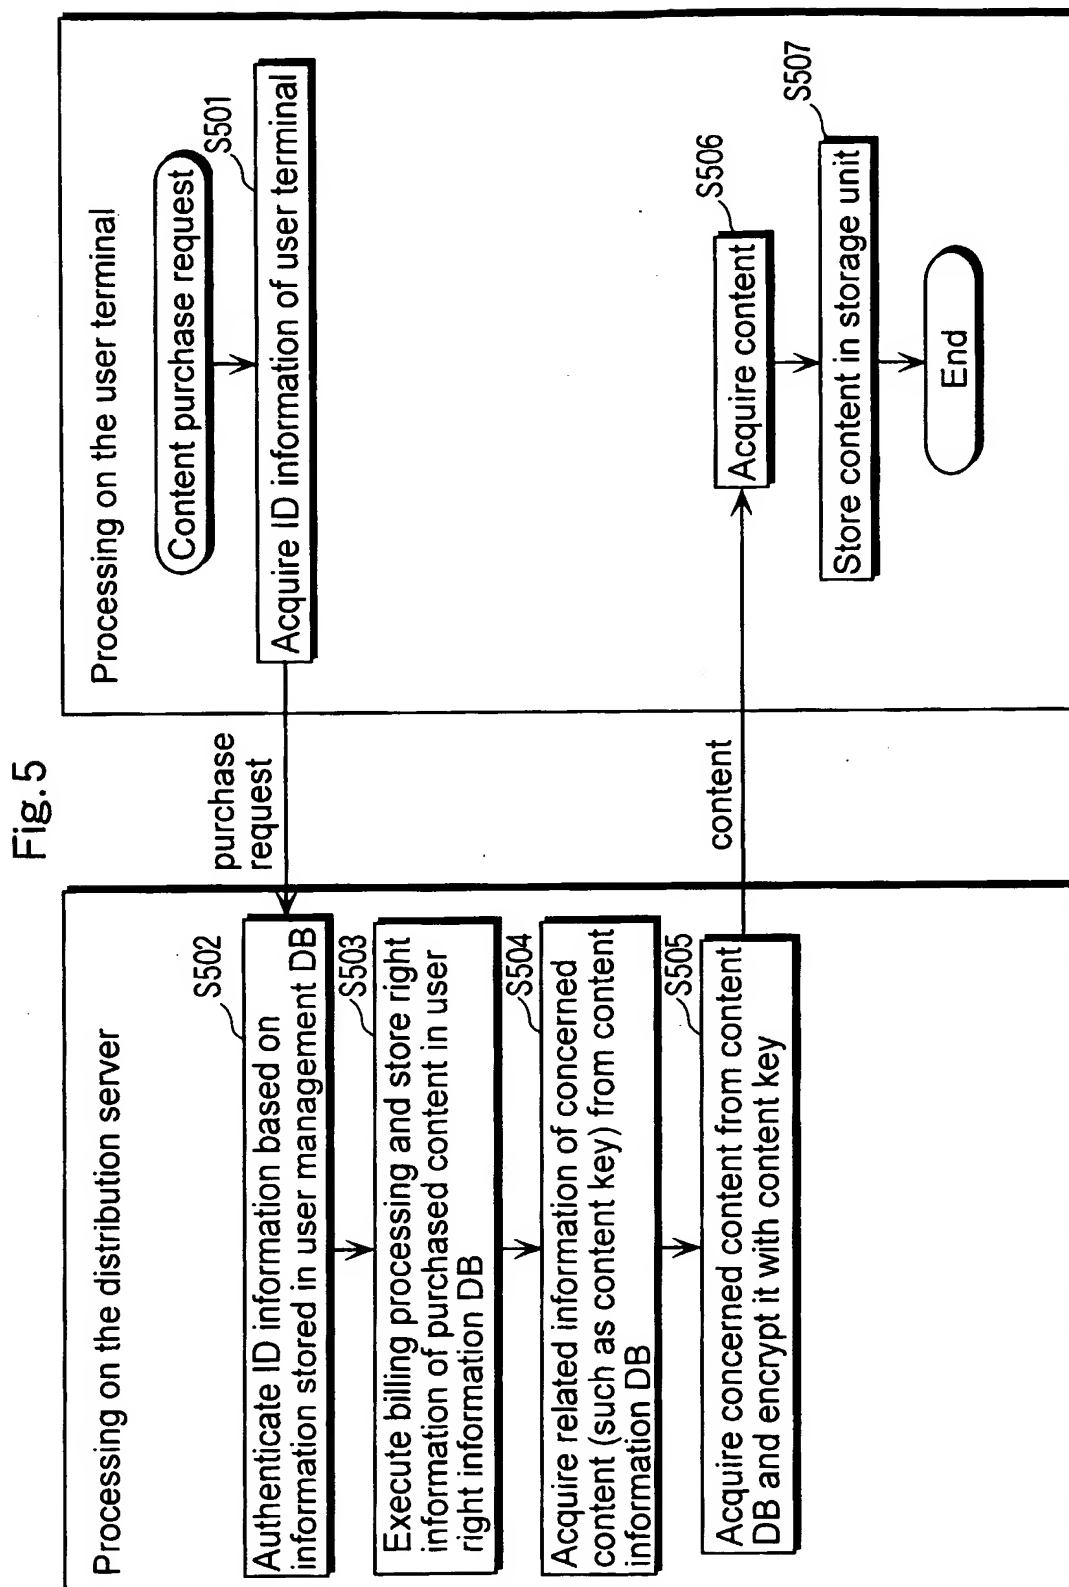 Fig.5
Processing on the distribution server
S502
Authenticate ID information based on
information stored in user management DB
S503
Execute billing processing and store right
information of purchased content in user
right information DB
S504
Acquire related information of concerned
content (such as content key) from content
information DB
S505
Acquire concerned content from content
DB and encrypt it with content key
purchase
request
content
Processing on the user terminal
Content purchase request
S501
Acquire ID information of user terminal
S506
Acquire content
S507
Store content in storage unit
End